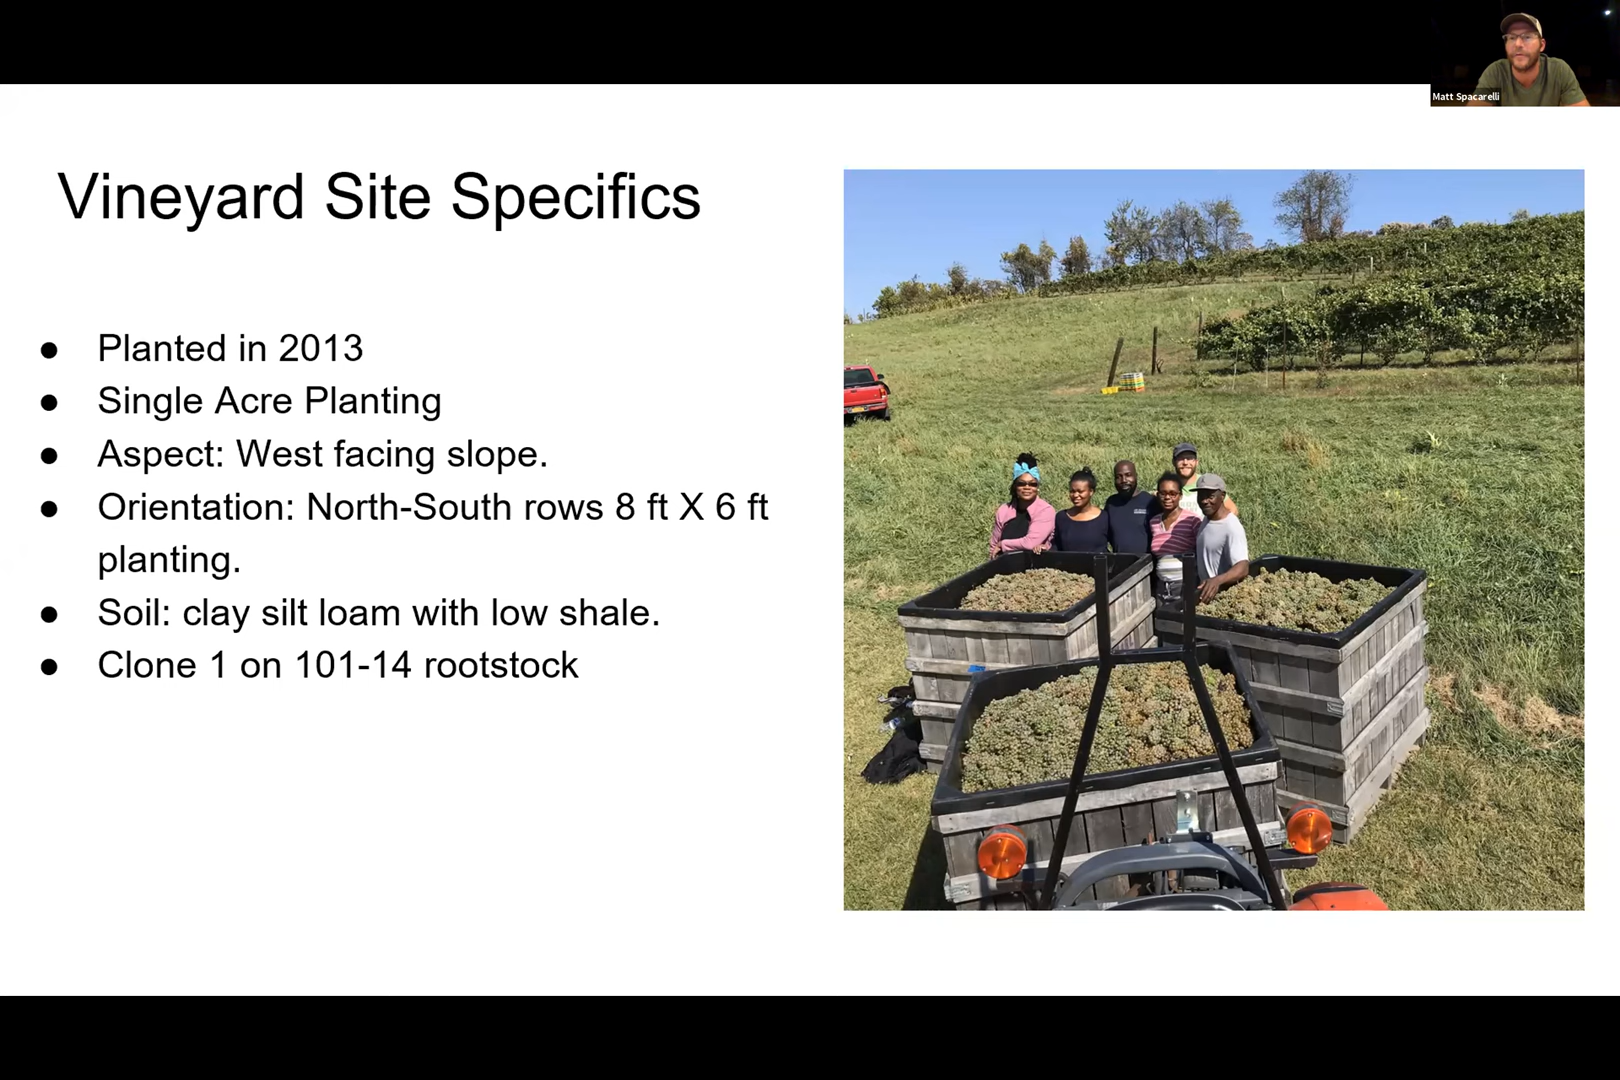 Matt Spacarelli
Vineyard Site Specifics
● Planted in 2013
● Single Acre Planting
● Aspect: West facing slope.
● Orientation: North-South rows 8 ft X 6 ft
planting.
● Soil: clay silt loam with low shale.
● Clone 1 on 101-14 rootstock